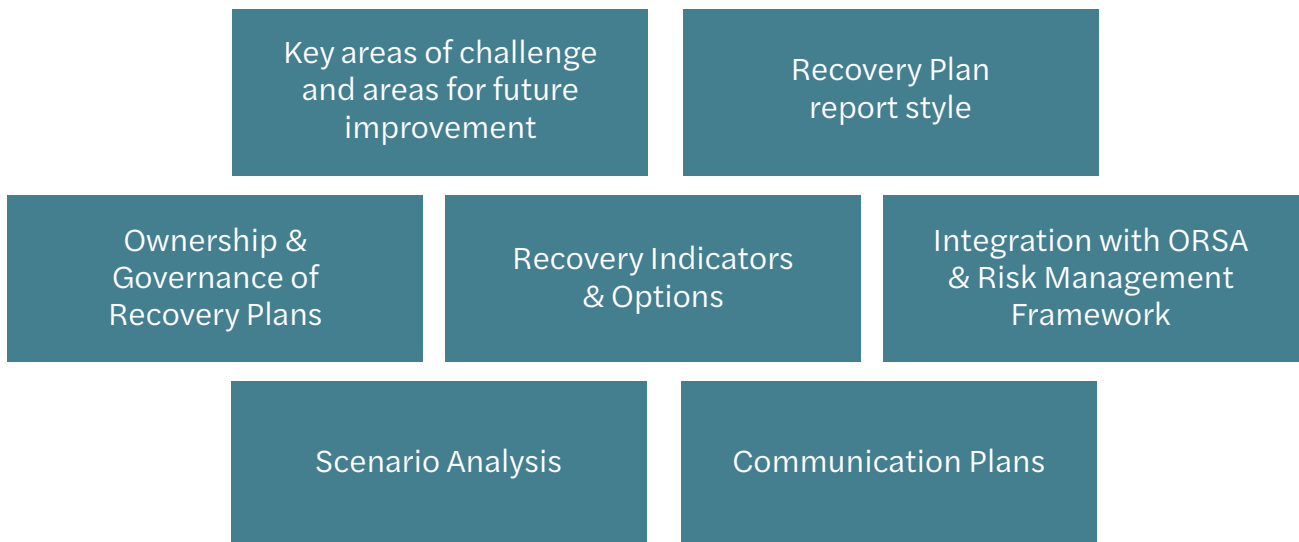 Key areas of challenge
and areas for future
improvement
Recovery Plan
report style
Ownership &
Governance of
Recovery Plans
Recovery Indicators
& Options
Integration with ORSA
& Risk Management
Framework
Scenario Analysis
Communication Plans